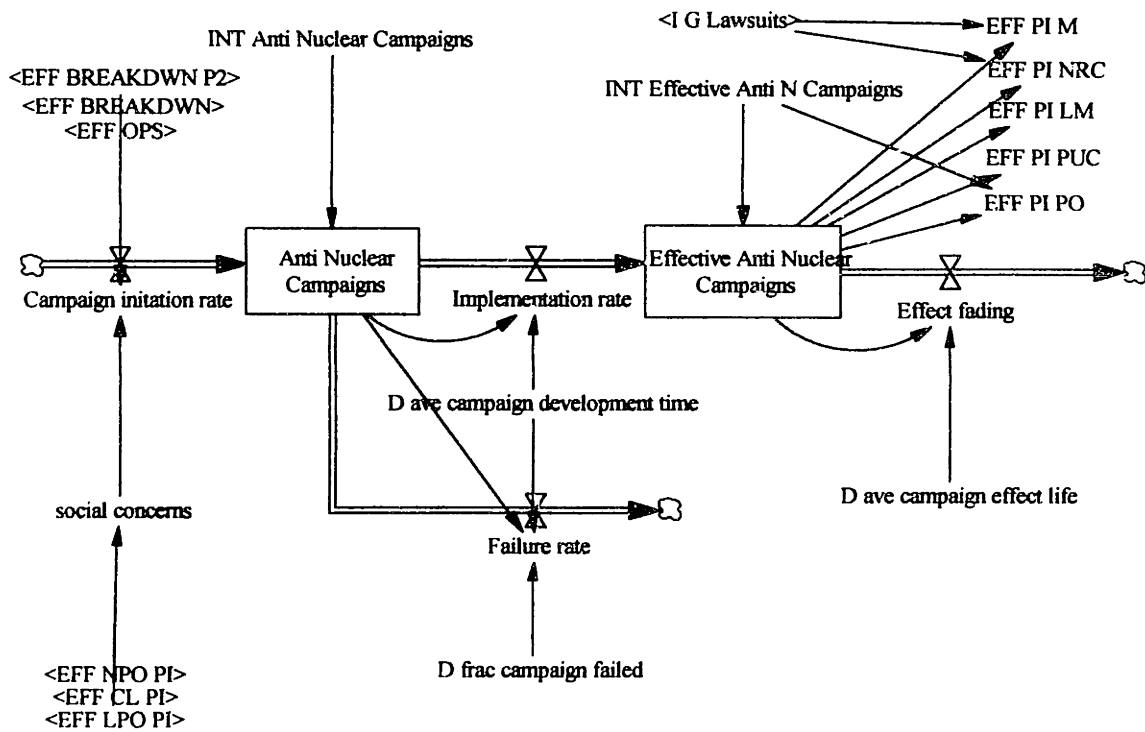 <I G Lawsuits>
EFF PI M
INT Anti Nuclear Campaigns
<EFF BREAKDWN P2>
EFF PI NRC
INT Effective Anti N Campaigns
<EFF BREAKDWN>
EFF PI LM
<EFF OPS>
EFF PI PUC
EFF PI PO
Anti Nuclear
Campaigns
Effective Anti Nuclear
Campaigns
Campaign initation rate
Implementation rate
Effect fading
D ave campaign development time
D ave campaign effect life
social concerns
Failure rate
D frac campaign failed
<EFF NPO PI>
<EFF CL PI>
<EFF LPO PI>